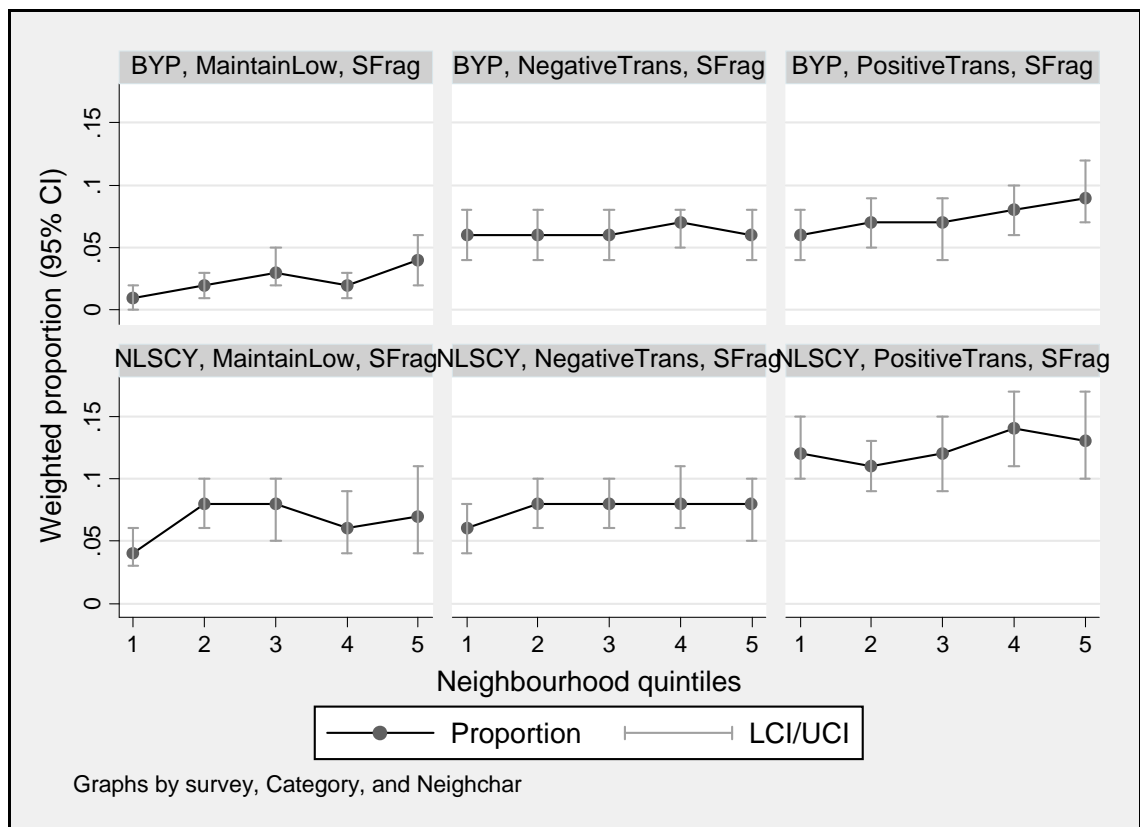 BYP, MaintainLow, SFrag
BYP, NegativeTrans, SFrag
BYP, PositiveTrans, SFrag
NLSCY, MaintainLow, SFrag
NLSCY, NegativeTrans, SFrag
NLSCY, PositiveTrans, SFrag
Weighted proportion (95% CI)
.15
.1
.05
0
.15
.1
.05
0
1 2 3 4 5
1 2 3 4 5
1 2 3 4 5
Neighbourhood quintiles
Proportion
LCI/UCI
Graphs by survey, Category, and Neighchar